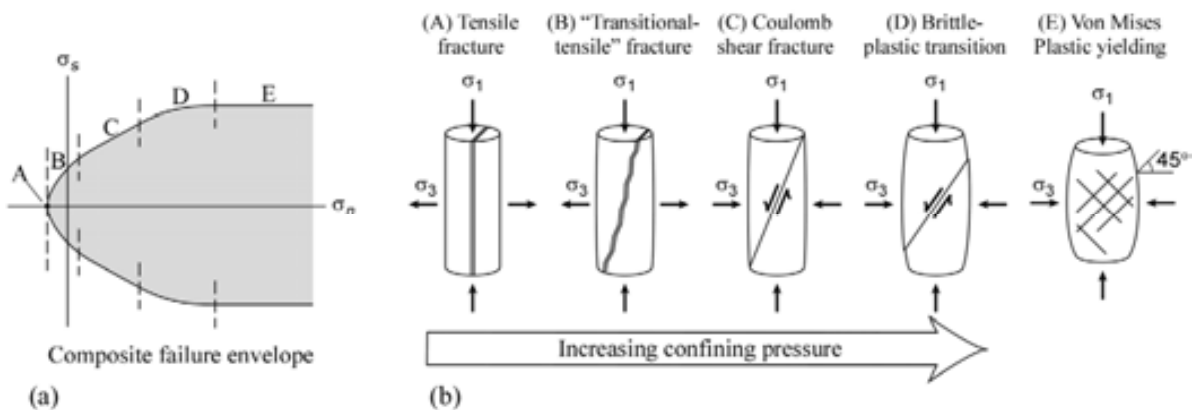 (A) Tensile
fracture
(B) “Transitional-
tensile” fracture
(C) Coulomb
shear fracture
(D) Brittle-
plastic transition
(E) Von Mises
Plastic yielding
σs
A
B
C
D
E
σn
Composite failure envelope
(a)
σ1
σ3
σ1
σ3
σ1
σ3
σ1
σ3
σ1
σ3
45°
Increasing confining pressure
(b)